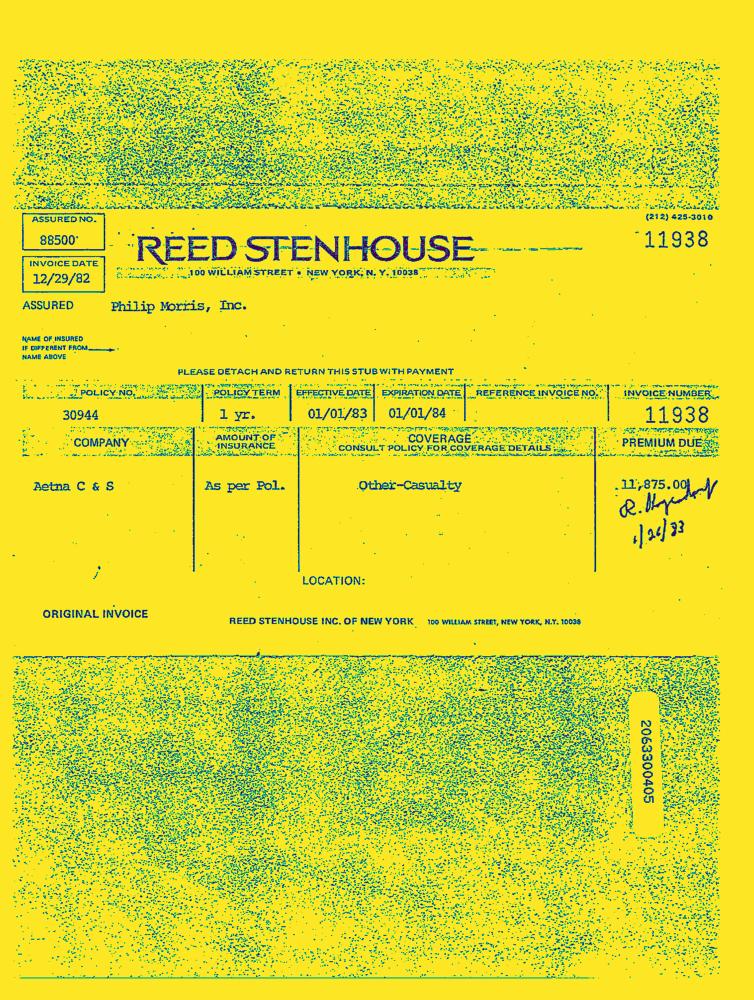 ASSURED NO.
88500
INVOICE DATE
12/29/82
REED STENHOUSE
100 WILLIAM STREET • NEW YORK, N. Y. 10038
(212) 425-3010
11938
ASSURED Philip Morris, Inc.
NAME OF INSURED
IF DIFFERENT FROM
NAME ABOVE
PLEASE DETACH AND RETURN THIS STUB WITH PAYMENT
POLICY NO. POLICY TERM EFFECTIVE DATE EXPIRATION DATE REFERENCE INVOICE NO. INVOICE NUMBER
30944 1 yr. 01/01/83 01/01/84 11938
COMPANY AMOUNT OF INSURANCE COVERAGE PREMIUM DUE
CONSULT POLICY FOR COVERAGE DETAILS
Aetna C & S As per Pol. Other-Casualty 11,875.00
R.
1/26/83
LOCATION:
ORIGINAL INVOICE
REED STENHOUSE INC. OF NEW YORK 100 WILLIAM STREET, NEW YORK, N.Y. 10038
2063300405